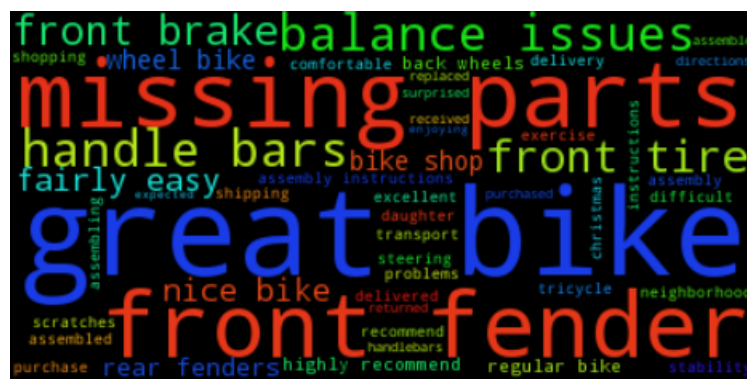 front brake
balance issues
assemble
shopping
wheel bike
comfortable
back wheels
delivery
directions
missing parts
replaced
surprised
received
enjoying
exercise
instructions
handle bars
bike shop
front tire
fairly easy
assembly instructions
assembly
expected
shipping
excellent
purchased
christmas
difficult
assembling
great bike
daughter
transport
steering
problems
nice bike
delivered
returned
tricycle
neighborhood
front fender
scratches
assembled
recommend
handlebars
purchase
rear fenders
highly recommend
regular bike
stability